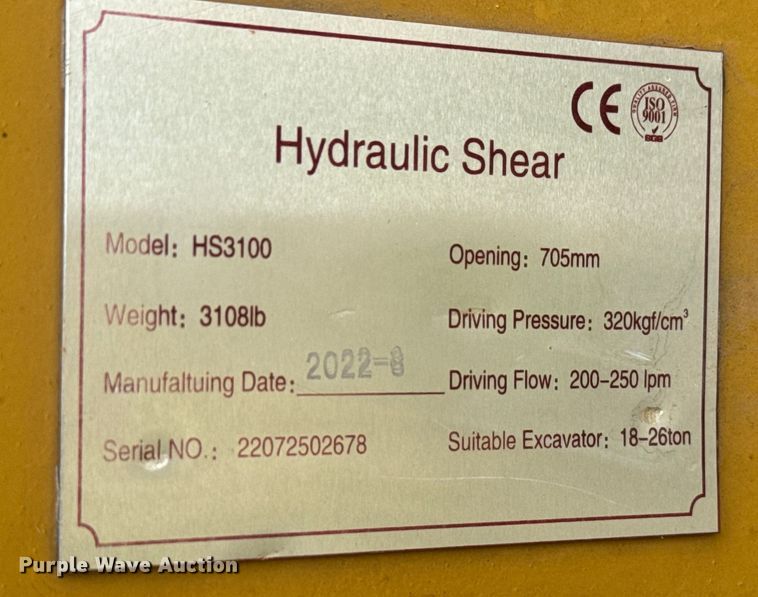 CE
ISO
9001
Hydraulic Shear
Model: HS3100
Opening: 705mm
Weight: 3108lb
Driving Pressure: 320kgf/cm³
Manufaltuing Date: 2022-8
Driving Flow: 200-250 lpm
Serial NO.: 22072502678
Suitable Excavator: 18-26ton
Purple Wave Auction